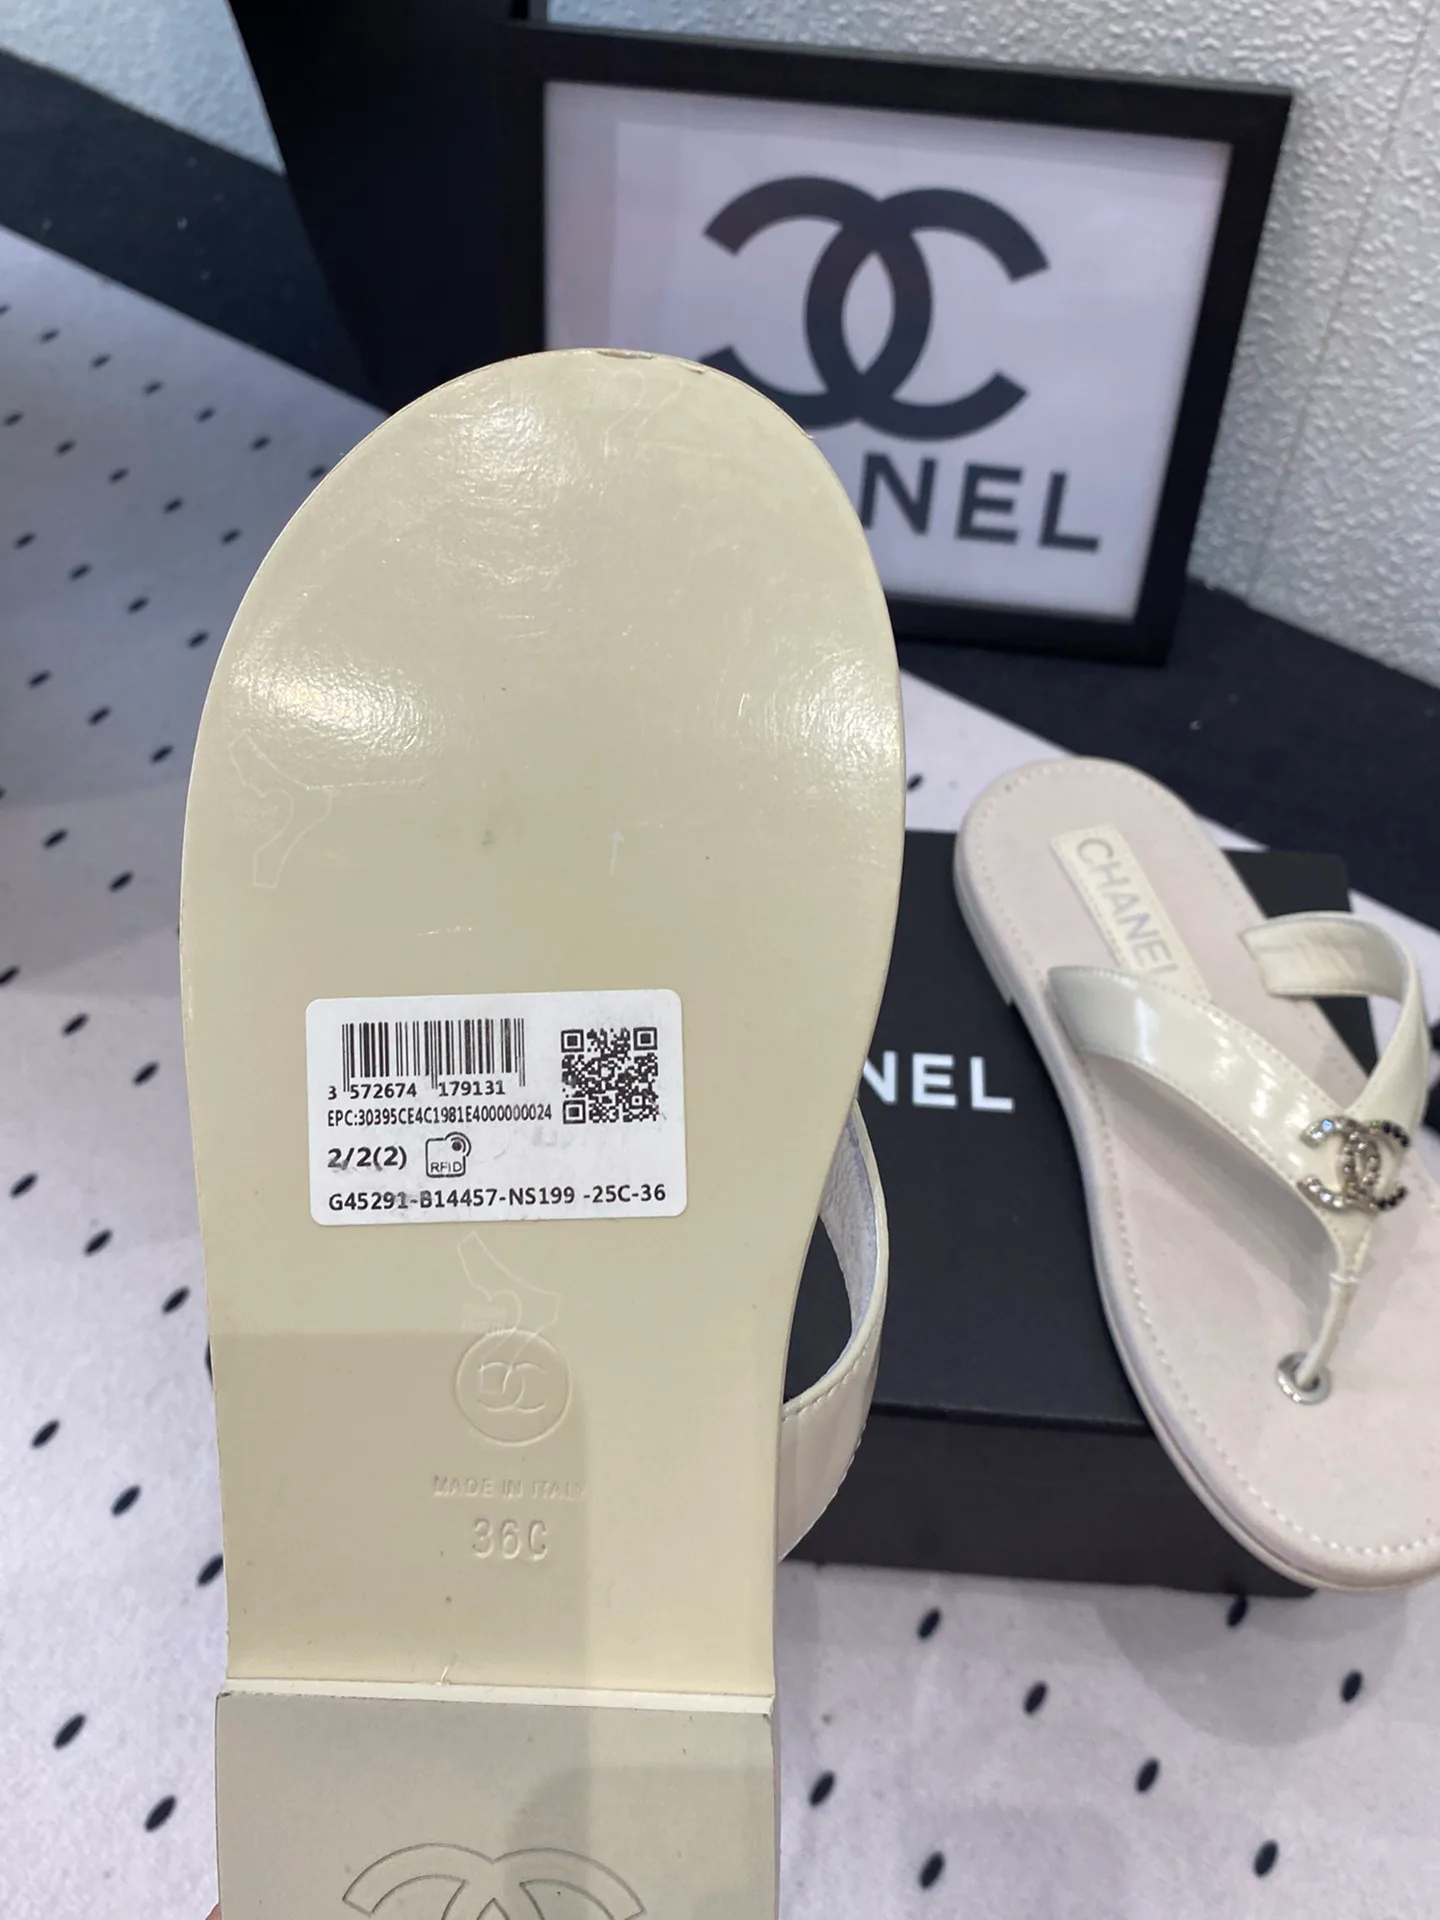 NEL
CHANEL
NEL
3 572674 179131
EPC:30395CE4C1981E4000000024
2/2(2) RFID
G45291-B14457-NS199 -25C-36
MADE IN ITALY
36C